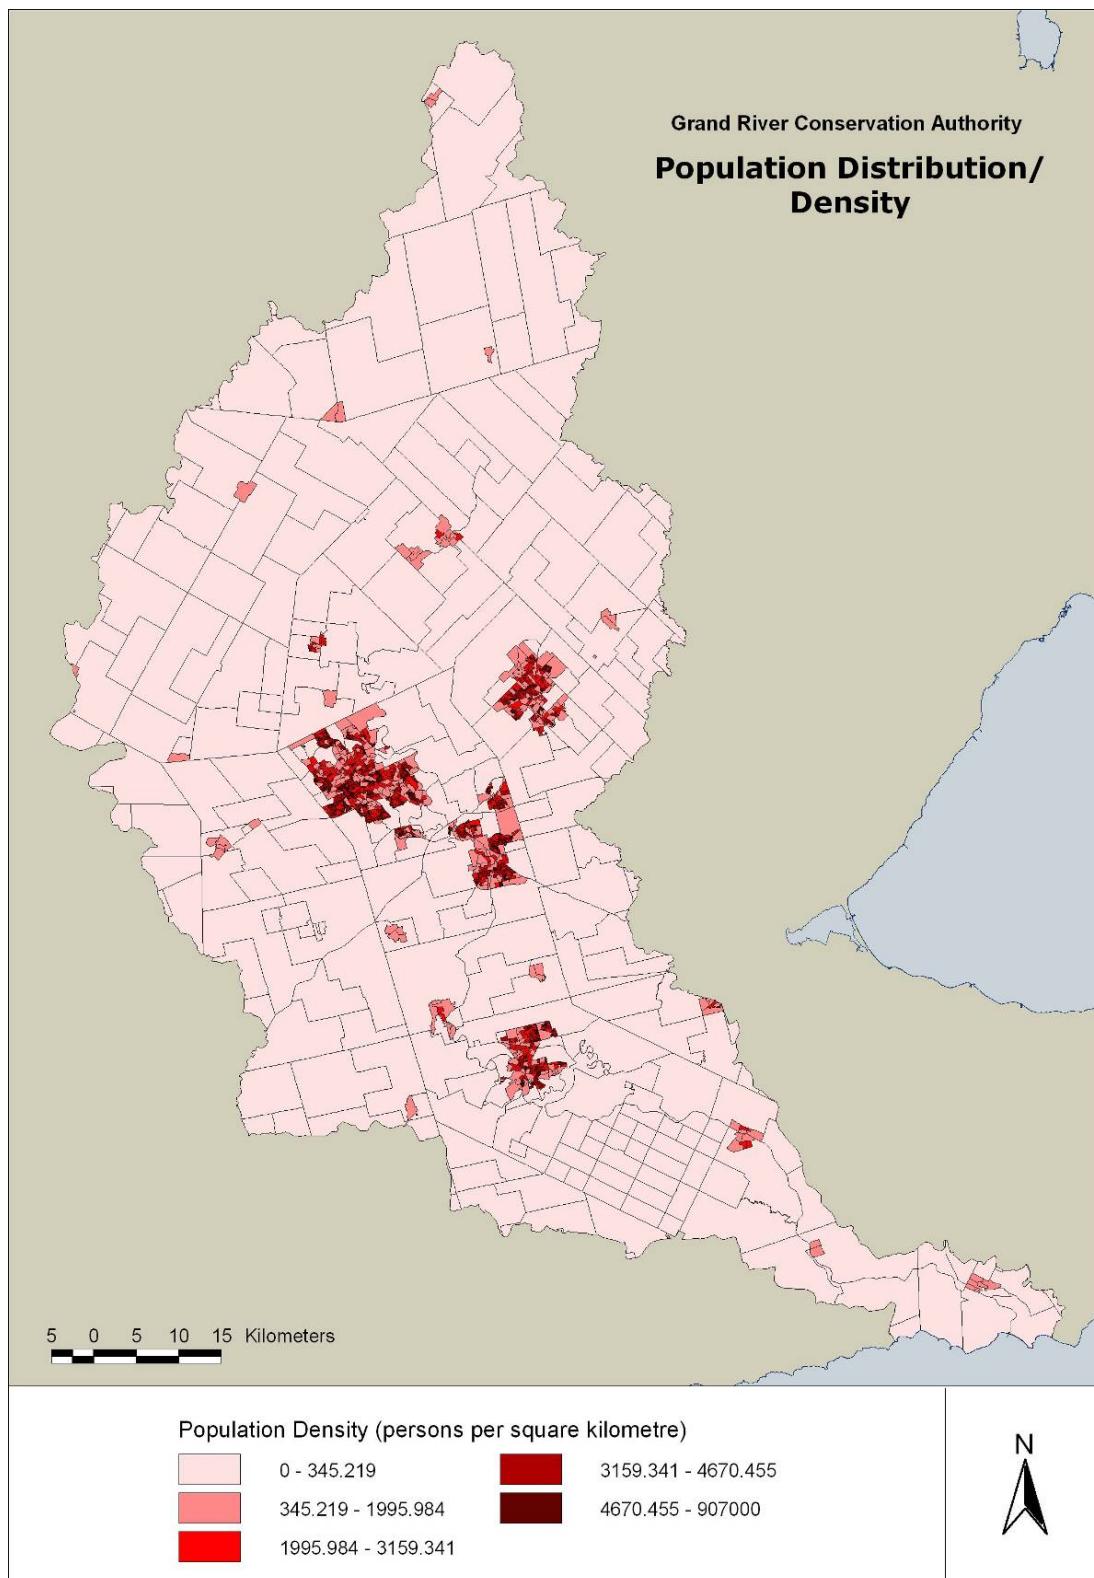 Grand River Conservation Authority
Population Distribution/
Density
5 0 5 10 15 Kilometers
Population Density (persons per square kilometre)
0 - 345.219
345.219 - 1995.984
1995.984 - 3159.341
3159.341 - 4670.455
4670.455 - 907000
N